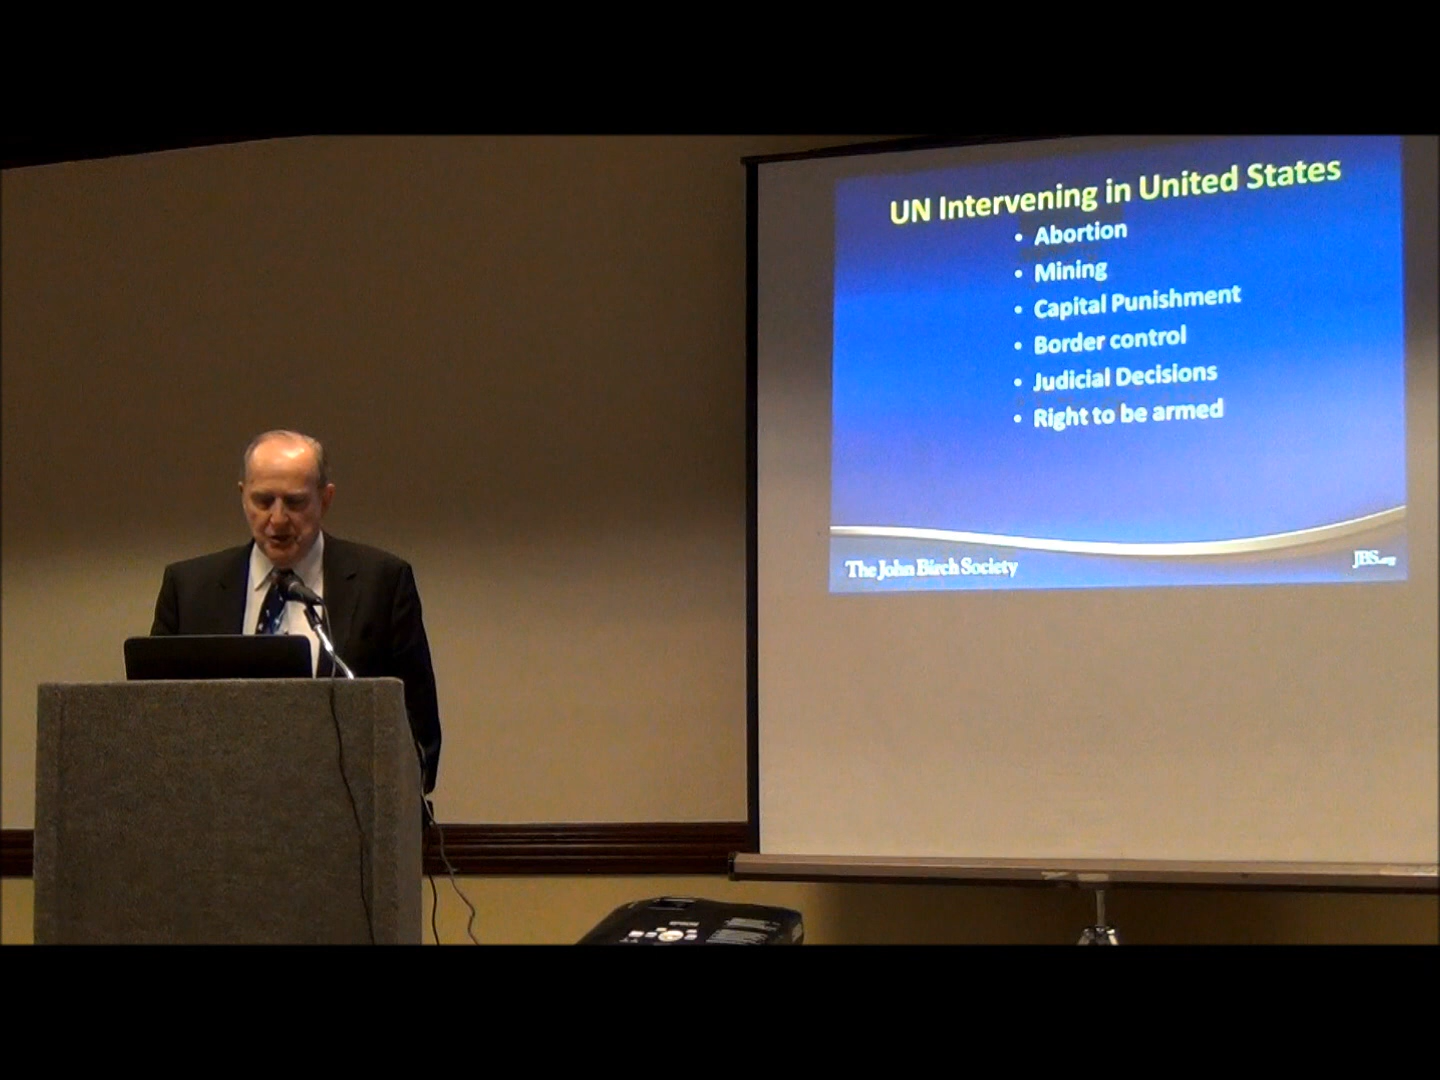 UN Intervening in United States
• Abortion
• Mining
• Capital Punishment
• Border control
• Judicial Decisions
• Right to be armed
The John Birch Society
JBS.org